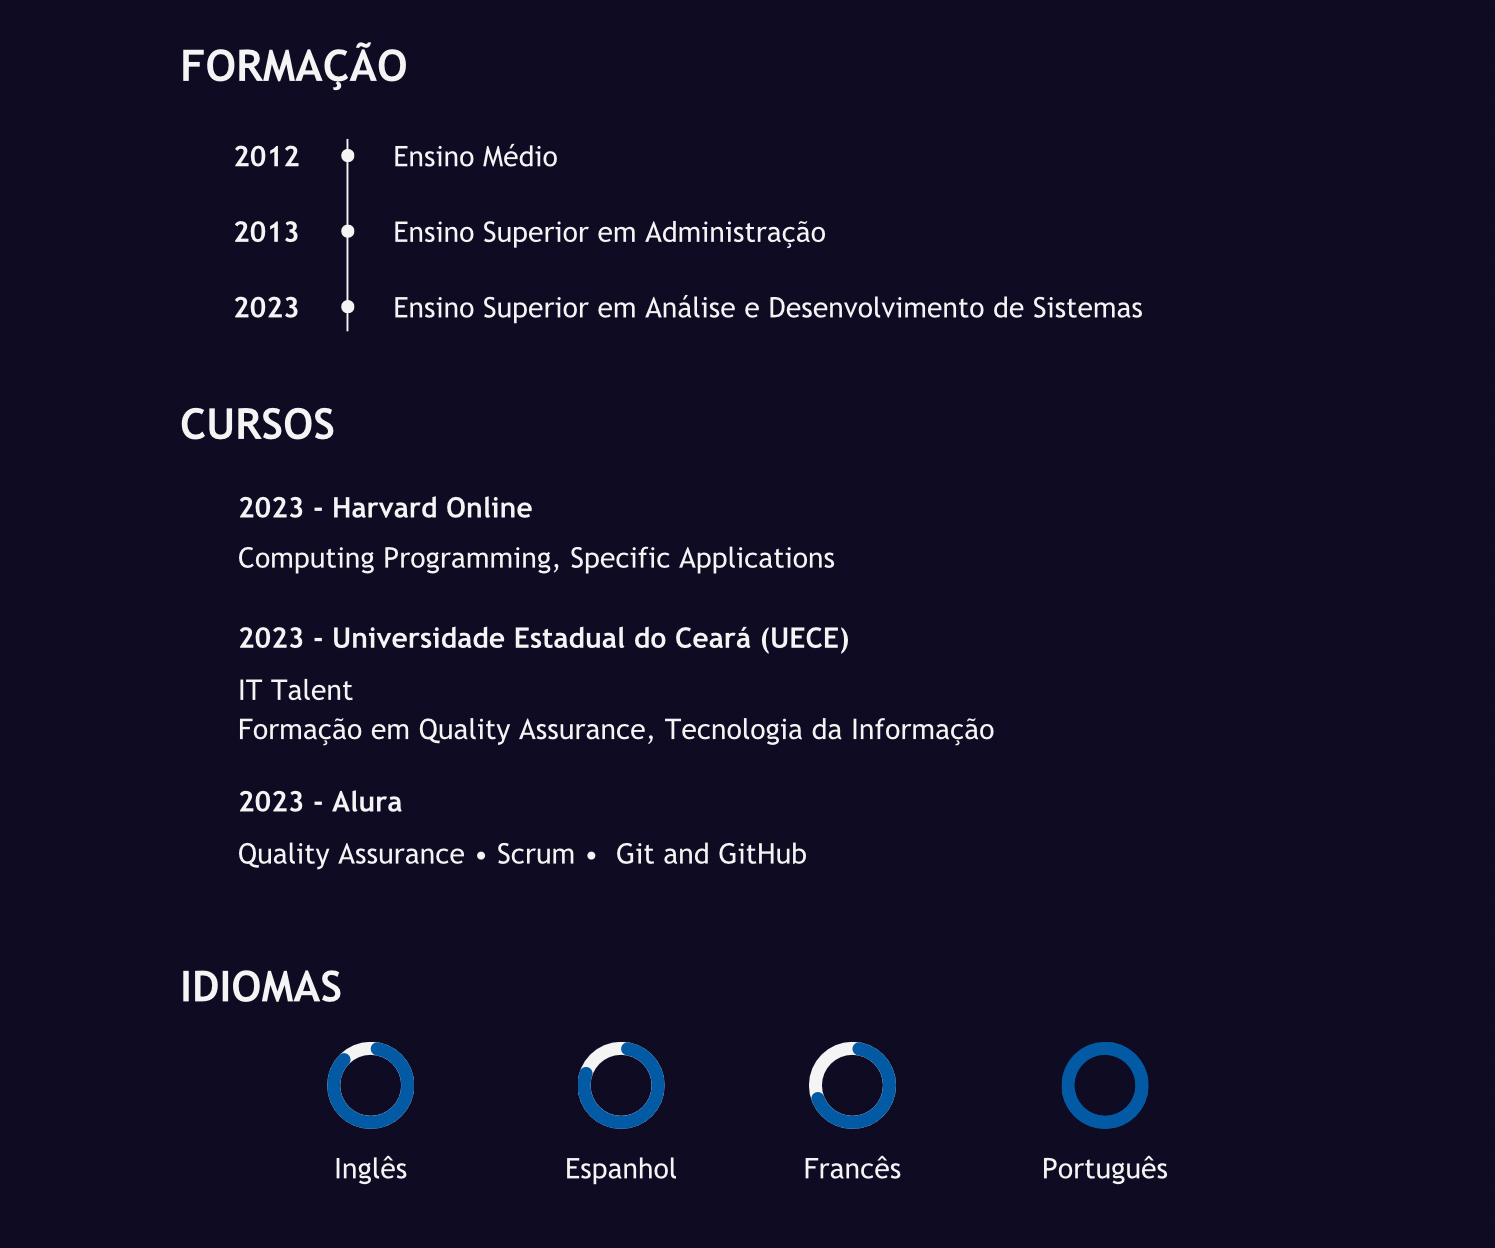 FORMAÇÃO
2012 Ensino Médio
2013 Ensino Superior em Administração
2023 Ensino Superior em Análise e Desenvolvimento de Sistemas
CURSOS
2023 - Harvard Online
Computing Programming, Specific Applications
2023 - Universidade Estadual do Ceará (UECE)
IT Talent
Formação em Quality Assurance, Tecnologia da Informação
2023 - Alura
Quality Assurance • Scrum • Git and GitHub
IDIOMAS
Inglês Espanhol Francês Português